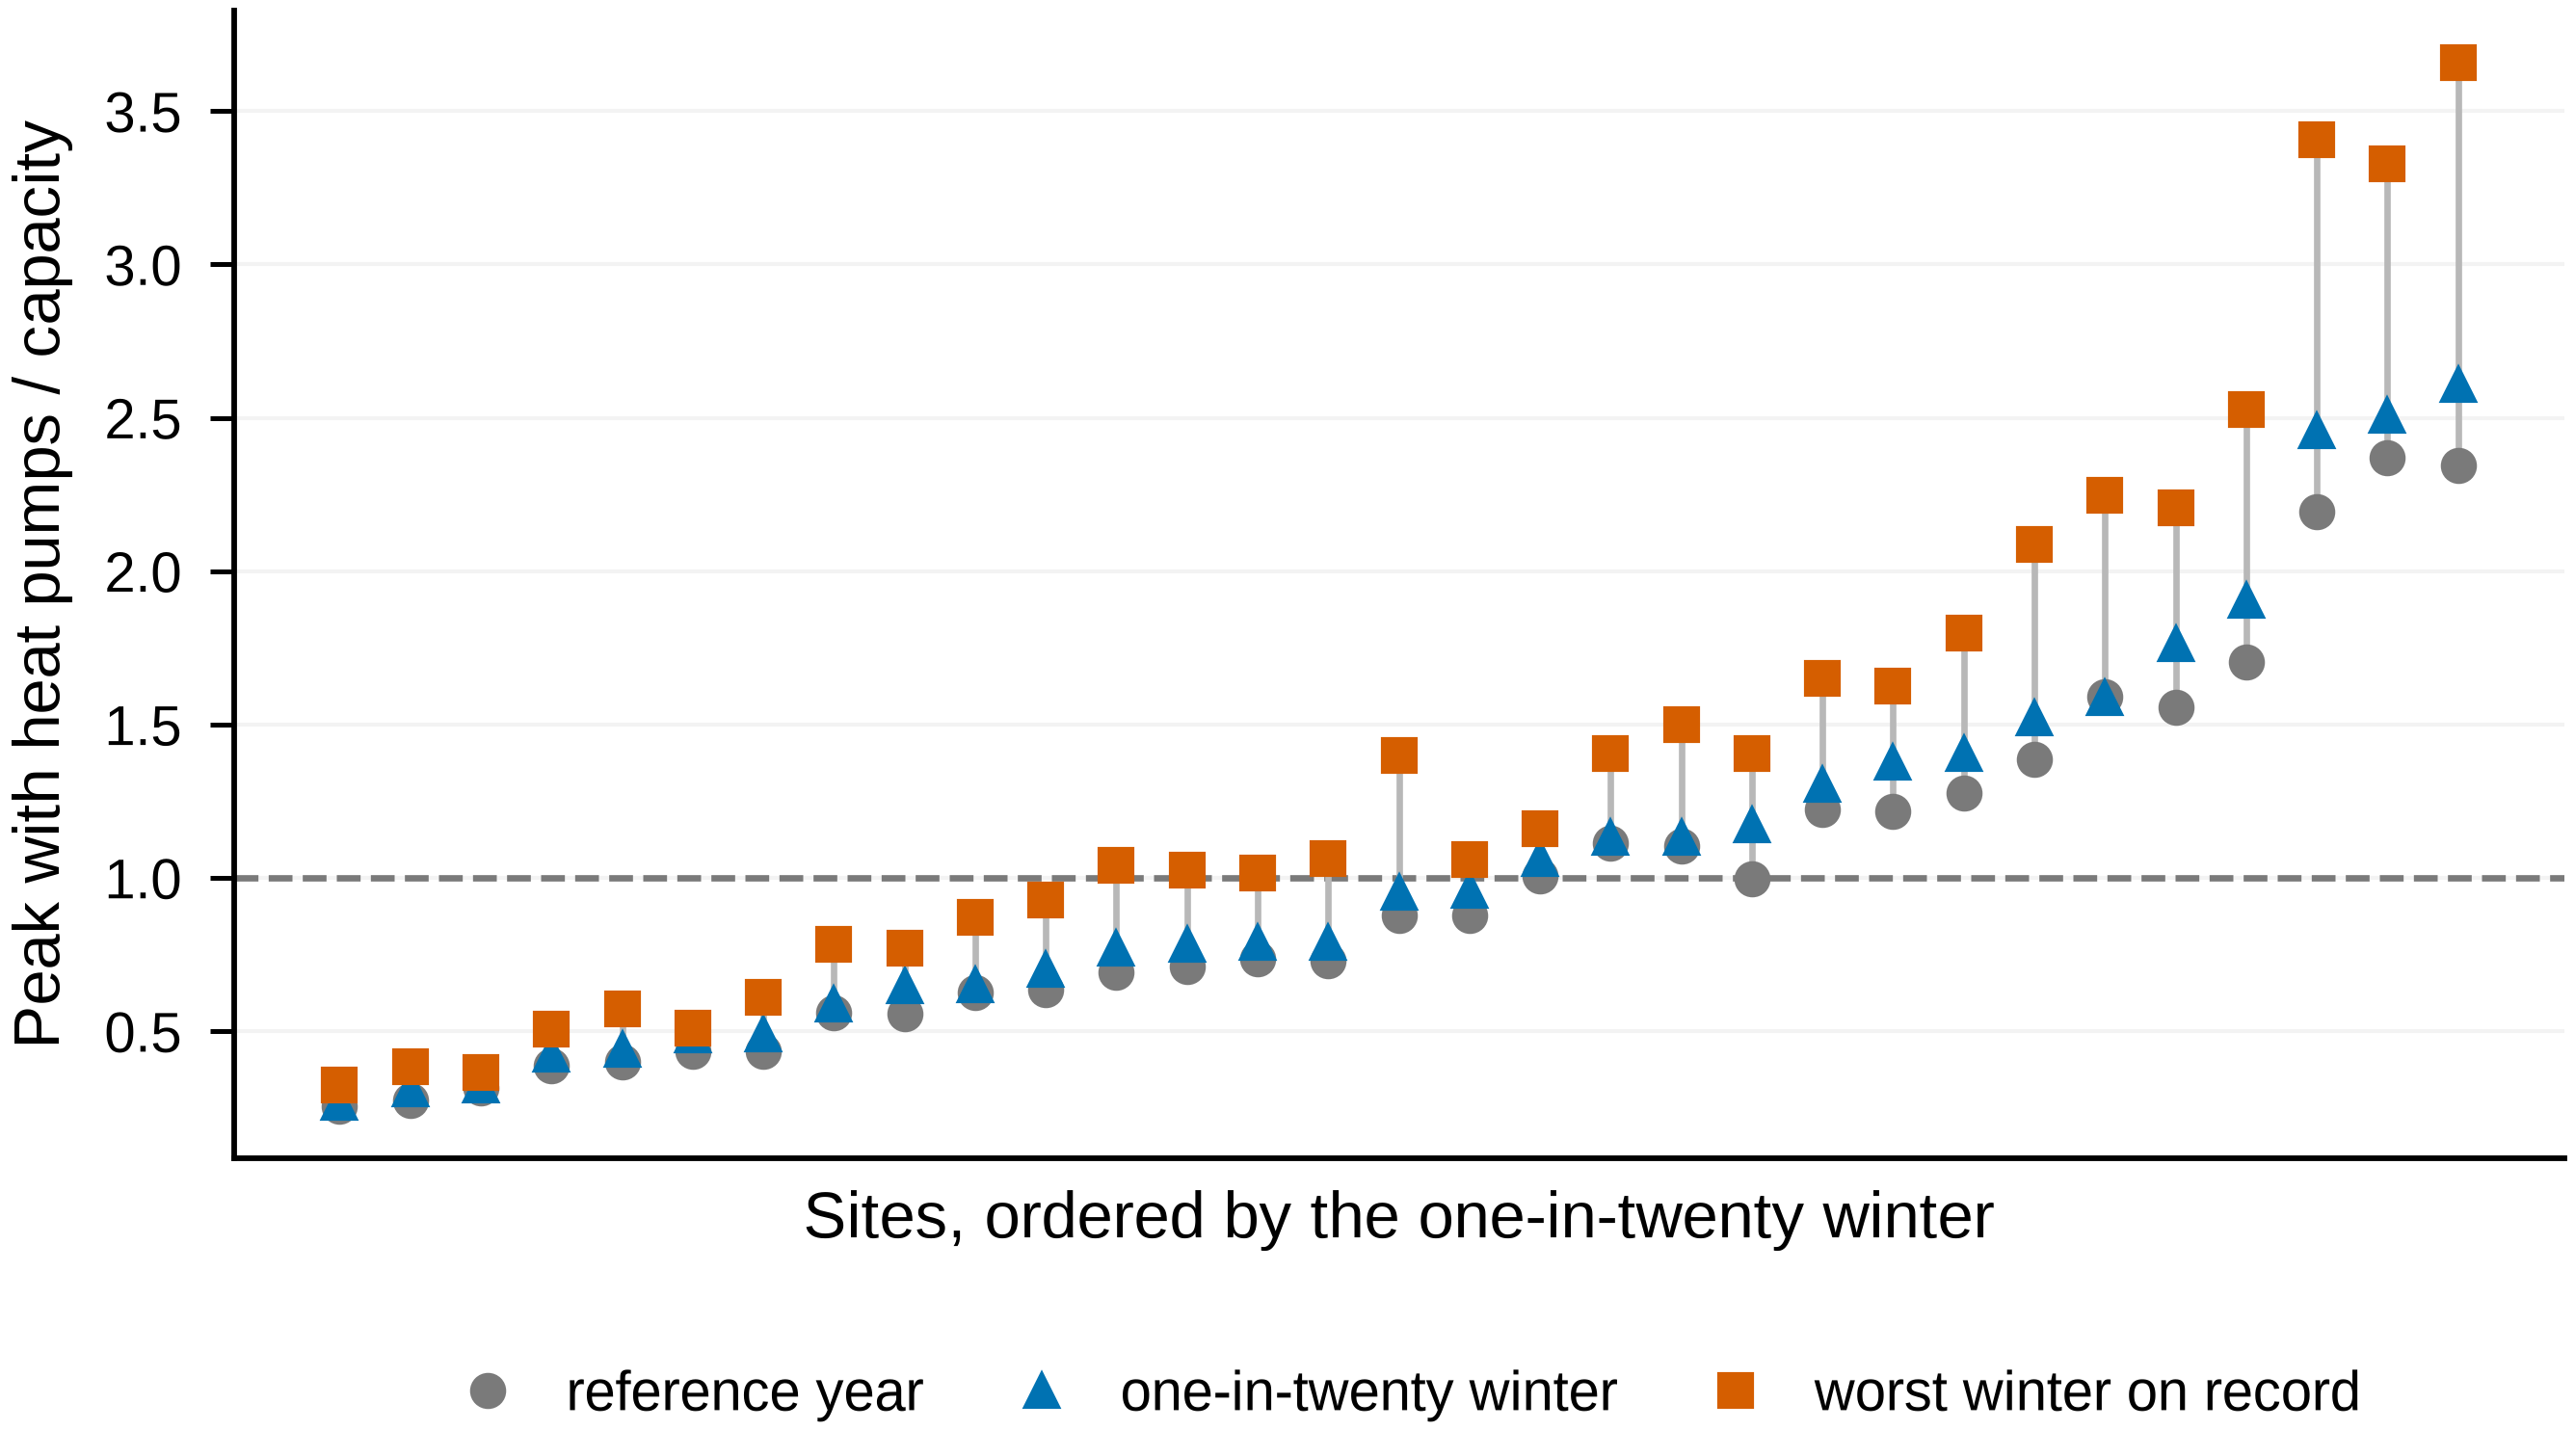 Peak with heat pumps / capacity
3.5
3.0
2.5
2.0
1.5
1.0
0.5
Sites, ordered by the one-in-twenty winter
reference year
one-in-twenty winter
worst winter on record